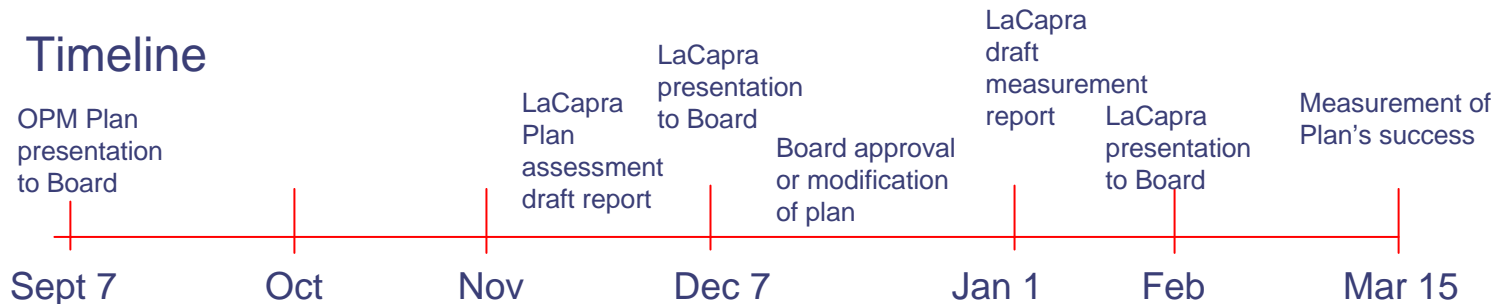 Timeline
OPM Plan
presentation
to Board
LaCapra
Plan
assessment
draft report
LaCapra
presentation
to Board
Board approval
or modification
of plan
LaCapra
draft
measurement
report
LaCapra
presentation
to Board
Measurement of
Plan's success
Sept 7
Oct
Nov
Dec 7
Jan 1
Feb
Mar 15